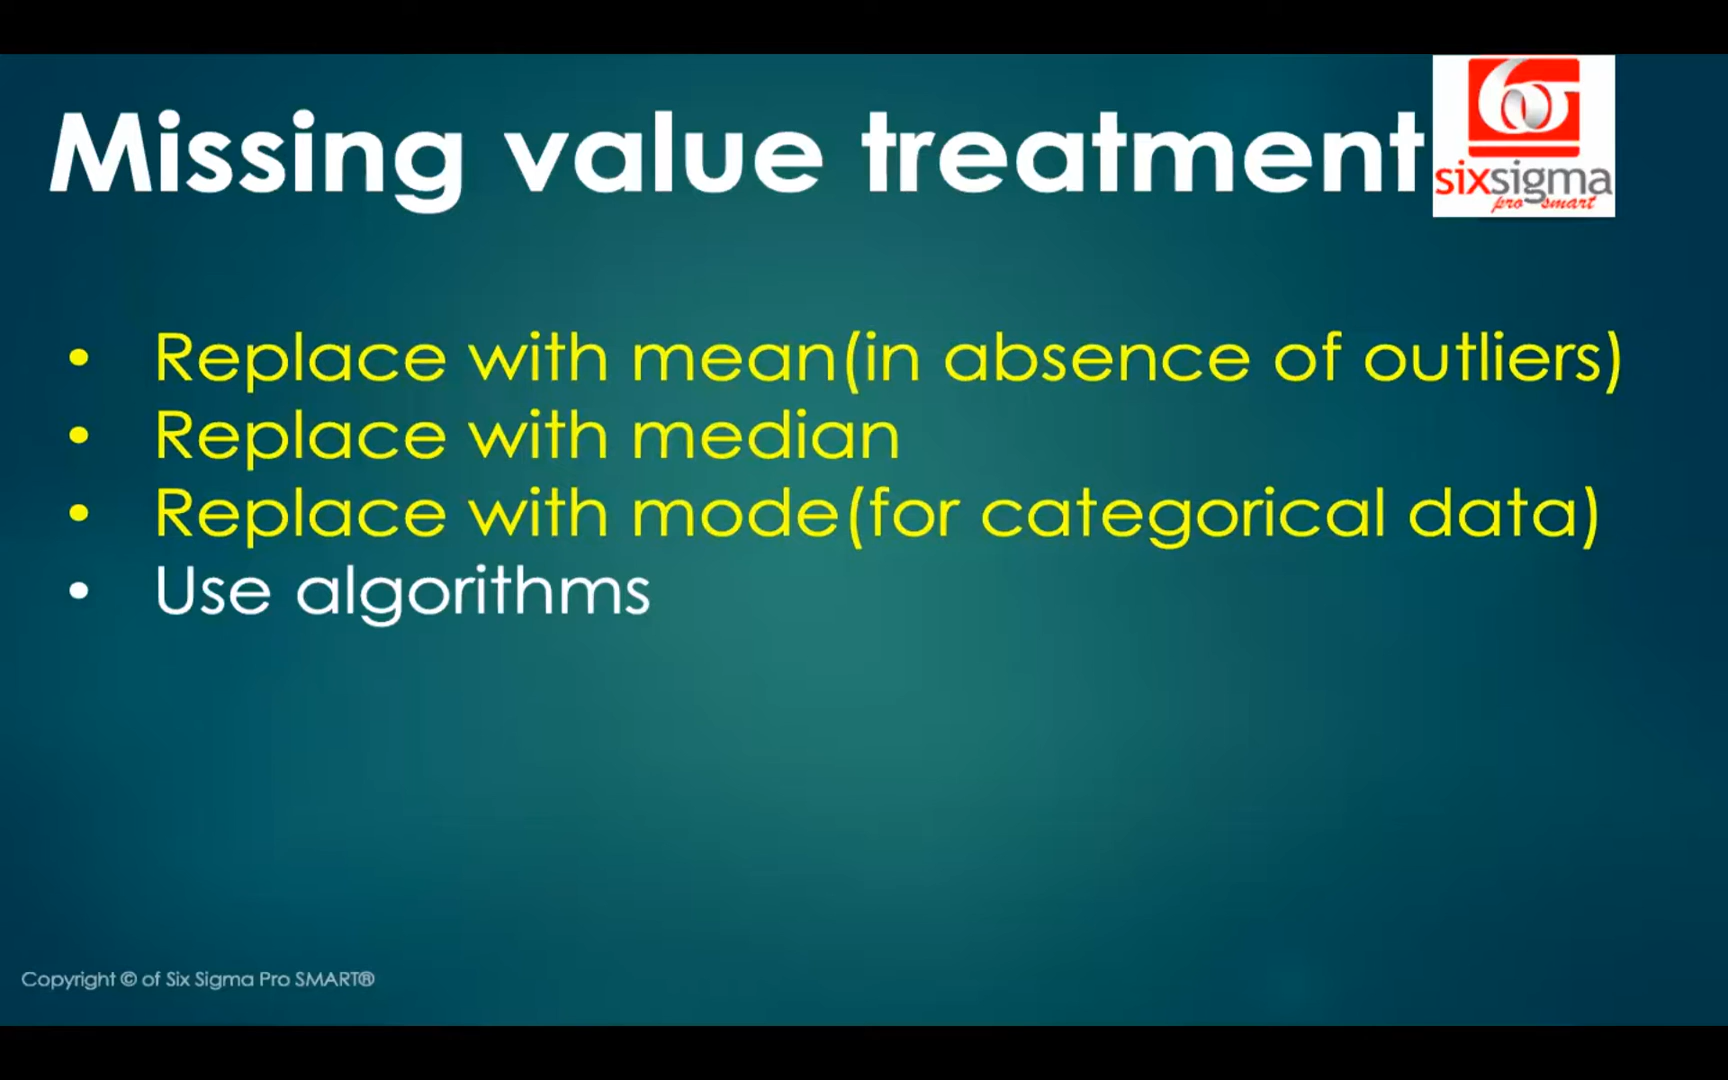 Missing value treatment
sixsigma
pro smart
• Replace with mean(in absence of outliers)
• Replace with median
• Replace with mode(for categorical data)
• Use algorithms
Copyright © of Six Sigma Pro SMART®